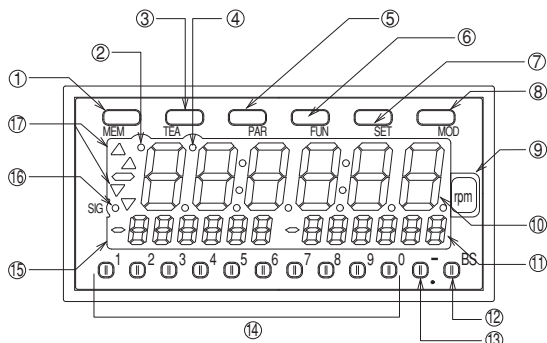 ③ ④ ⑤
② ⑥
① ⑦
⑧
MEM TEA PAR FUN SET MOD
⑰ ⑨
rpm
⑯
SIG
⑩
⑮ ⑪
1 2 3 4 5 6 7 8 9 0 - BS
.
⑫
⑭ ⑬